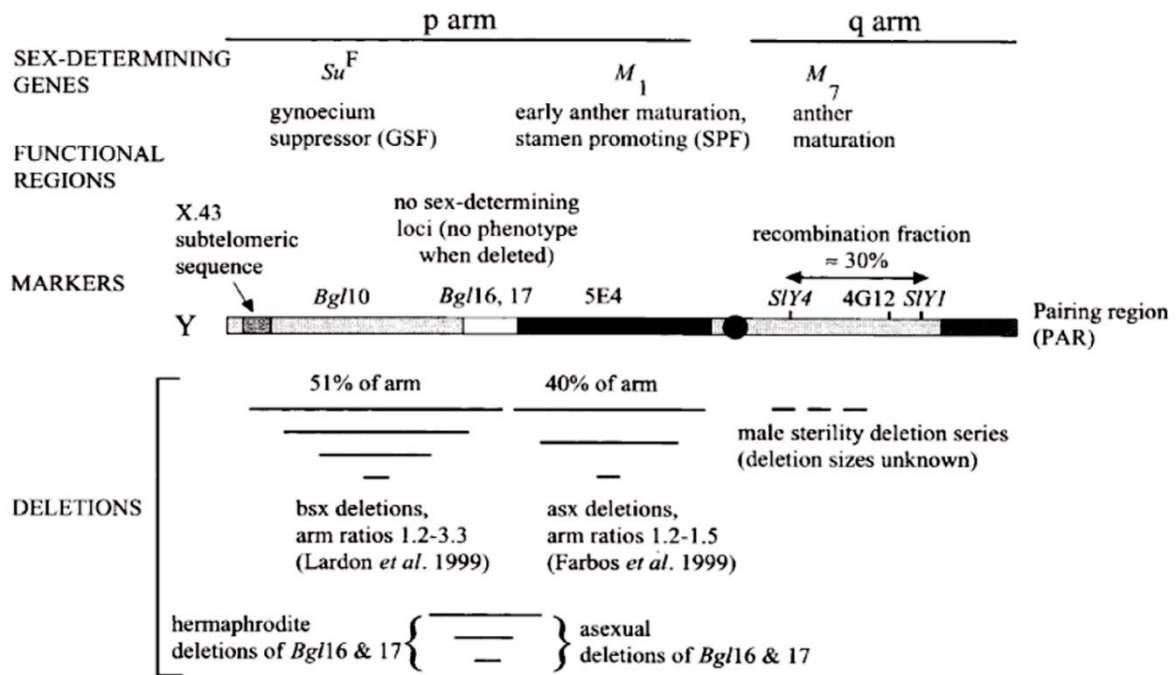 p arm
q arm
SEX-DETERMINING
GENES
Su^F
M_1
M_7
gynoecium
suppressor (GSF)
early anther maturation,
stamen promoting (SPF)
anther
maturation
FUNCTIONAL
REGIONS
X.43
subtelomeric
sequence
no sex-determining
loci (no phenotype
when deleted)
recombination fraction
≈ 30%
MARKERS
Bgl10
Bgl16, 17
5E4
SlY4
4G12
SlY1
Y
Pairing region
(PAR)
51% of arm
40% of arm
male sterility deletion series
(deletion sizes unknown)
DELETIONS
bsx deletions,
arm ratios 1.2-3.3
(Lardon et al. 1999)
asx deletions,
arm ratios 1.2-1.5
(Farbos et al. 1999)
hermaphrodite
deletions of Bgl16 & 17
asexual
deletions of Bgl16 & 17